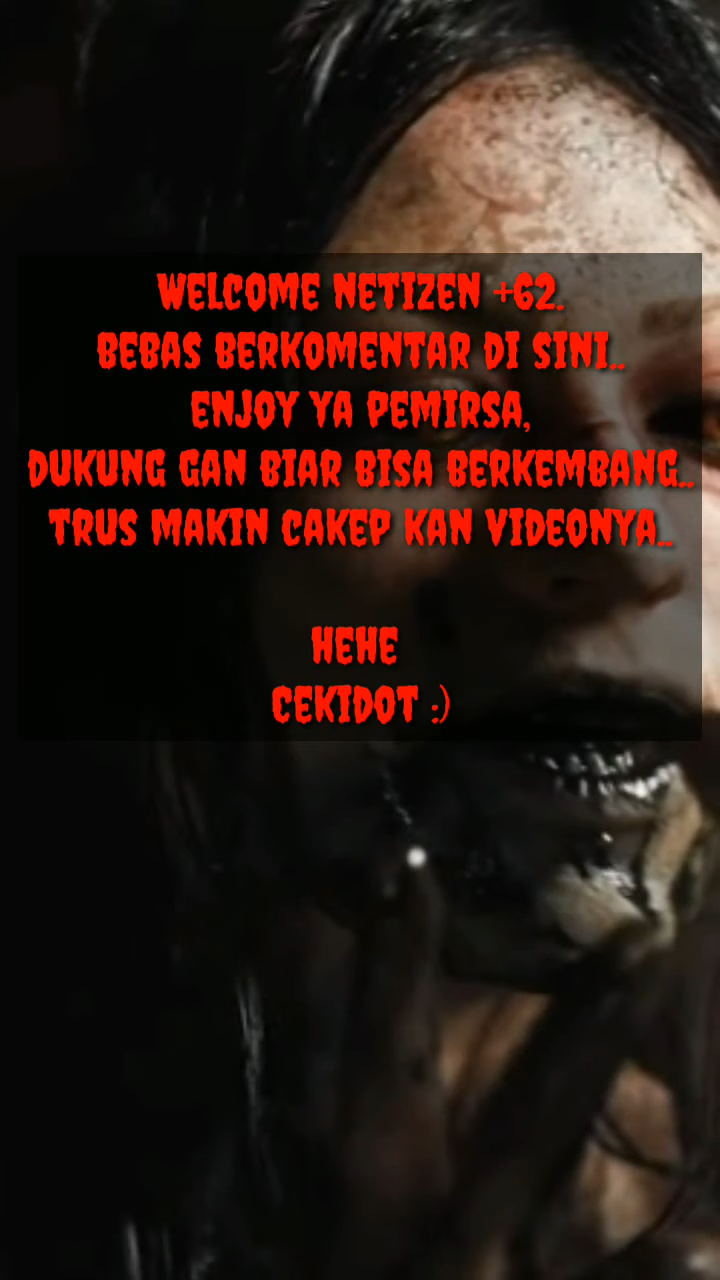 WELCOME NETIZEN +62.
BEBAS BERKOMENTAR DI SINI..
ENJOY YA PEMIRSA,
DUKUNG GAN BIAR BISA BERKEMBANG..
TRUS MAKIN CAKEP KAN VIDEONYA..
HEHE
CEKIDOT :)